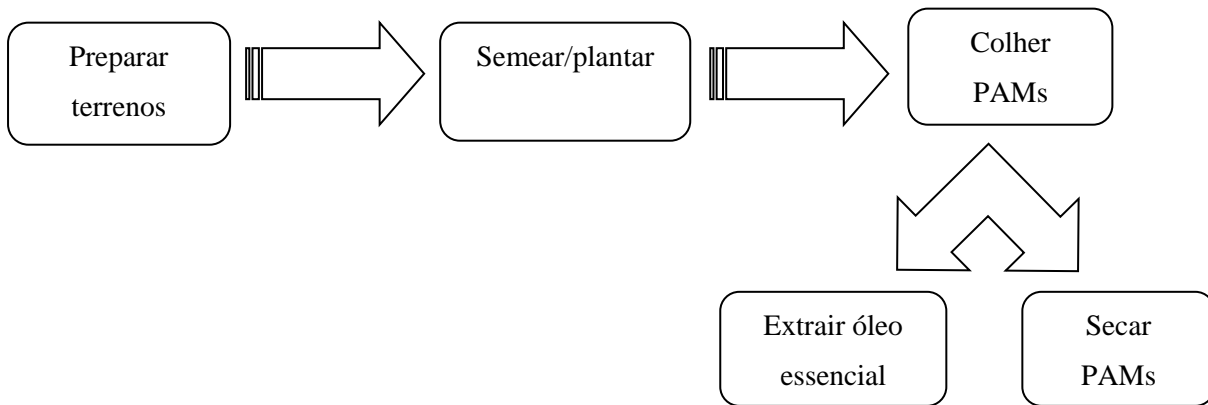 Preparar
terrenos
Semear/plantar
Colher
PAMs
Extrair óleo
essencial
Secar
PAMs